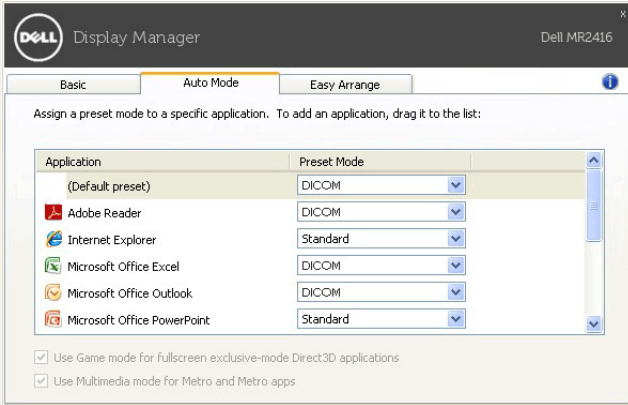 x
DELL Display Manager Dell MR2416
Basic Auto Mode Easy Arrange i
Assign a preset mode to a specific application. To add an application, drag it to the list:
Application Preset Mode
(Default preset) DICOM
Adobe Reader DICOM
Internet Explorer Standard
Microsoft Office Excel DICOM
Microsoft Office Outlook DICOM
Microsoft Office PowerPoint Standard
Use Game mode for fullscreen exclusive-mode Direct3D applications
Use Multimedia mode for Metro and Metro apps